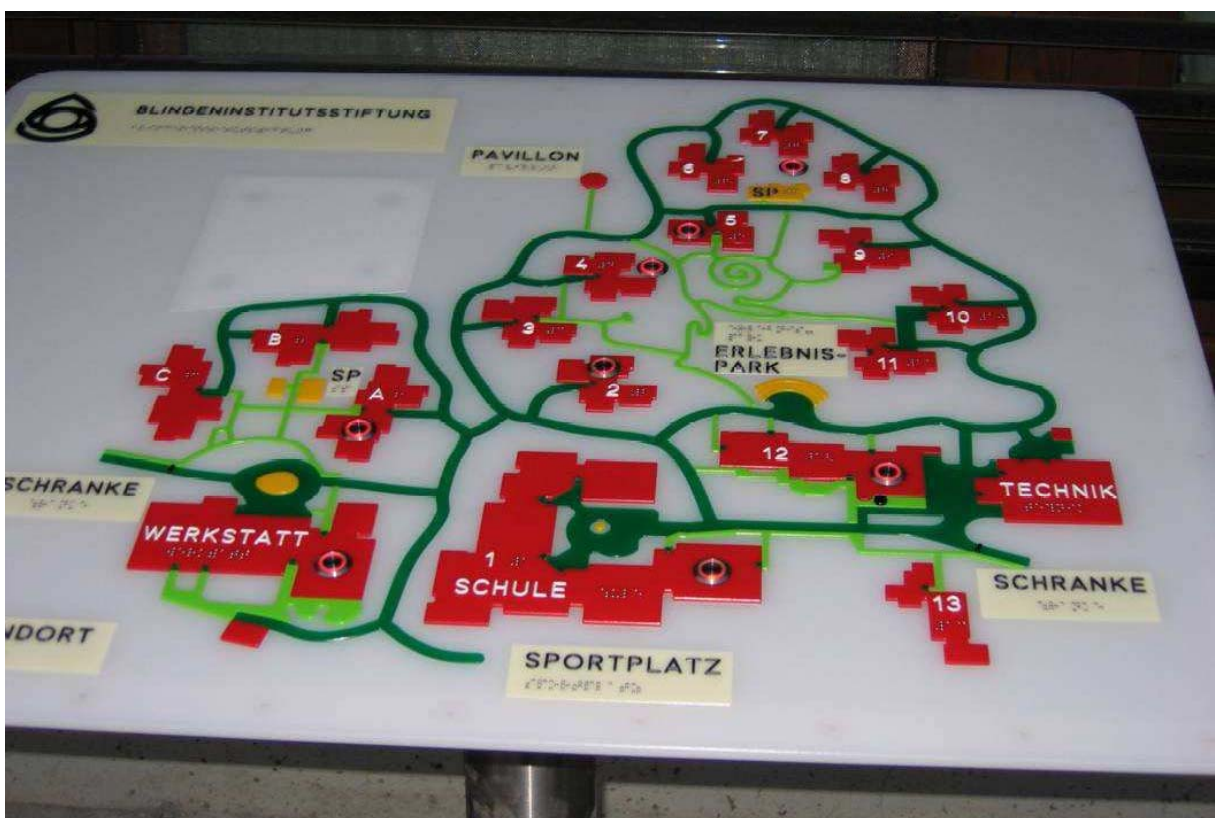 BLINDENINSTITUTSSTIFTUNG
PAVILLON
7
6
8
SP
5
9
4
10
3
11
ERLEBNIS-
PARK
B
C
SP
A
2
12
SCHRANKE
TECHNIK
WERKSTATT
1
SCHULE
SCHRANKE
13
NDORT
SPORTPLATZ